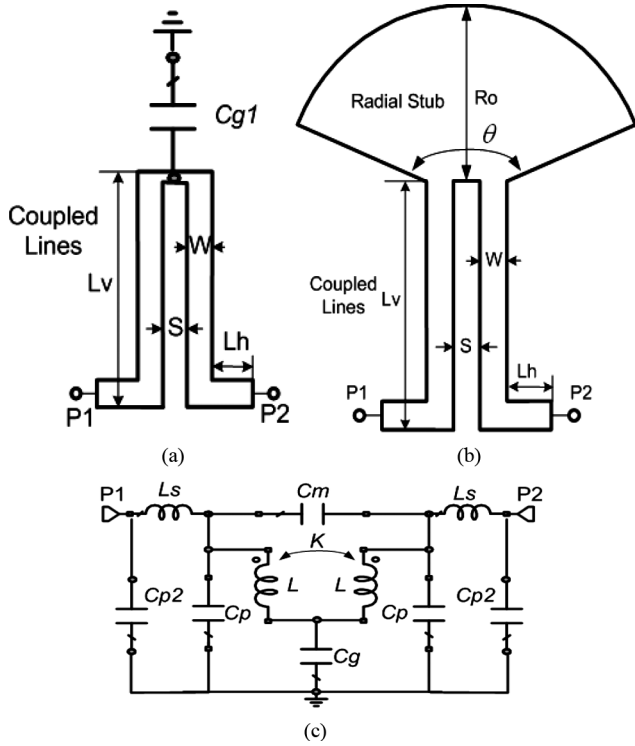 Cg1
Coupled
Lines
Lv
W
S
Lh
P1
P2
(a)
Radial Stub
Ro
θ
Coupled
Lines
Lv
W
S
Lh
P1
P2
(b)
P1
Ls
Cm
Ls
P2
K
L
L
Cp2
Cp
Cp
Cp2
Cg
(c)